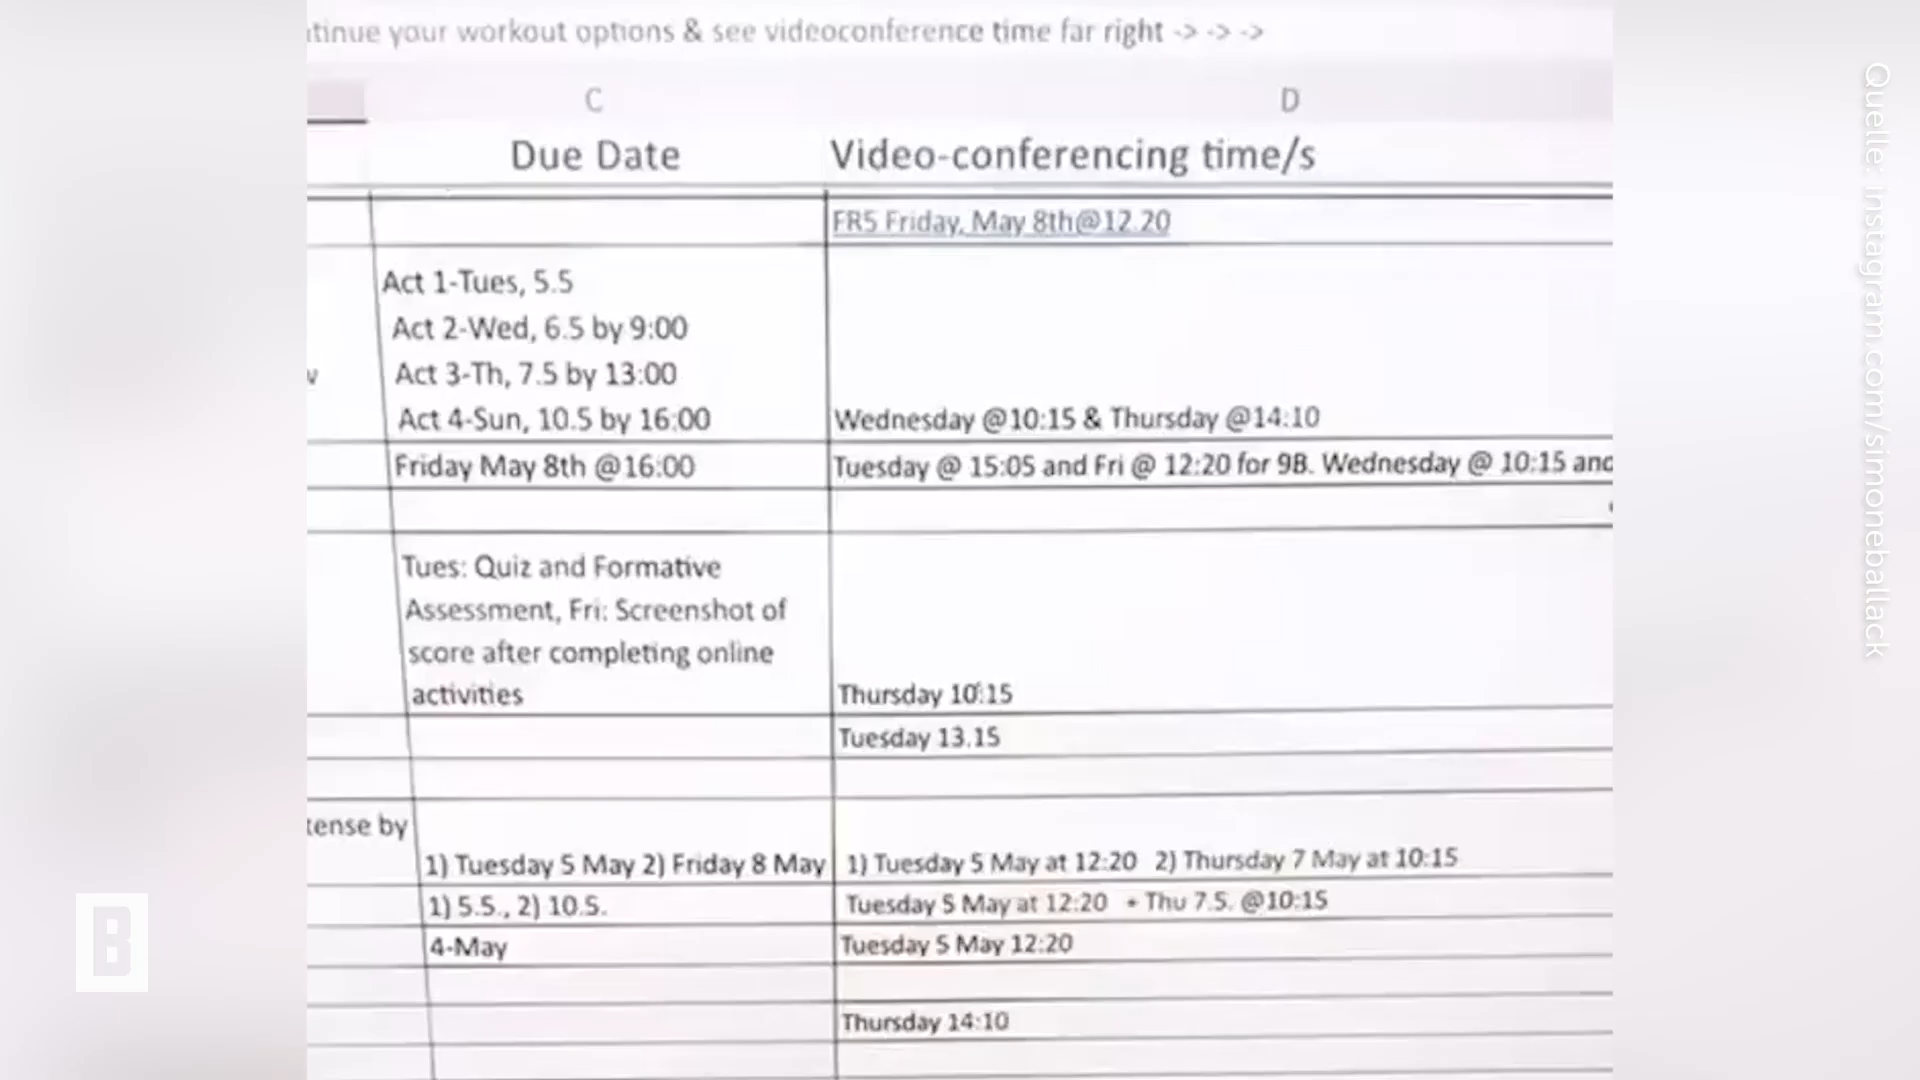 tinue your workout options & see videoconference time far right -> -> ->
C D
Due Date Video-conferencing time/s
FR5 Friday, May 8th@12.20
Act 1-Tues, 5.5
Act 2-Wed, 6.5 by 9:00
Act 3-Th, 7.5 by 13:00
Act 4-Sun, 10.5 by 16:00 Wednesday @10:15 & Thursday @14:10
Friday May 8th @16:00 Tuesday @ 15:05 and Fri @ 12:20 for 9B. Wednesday @ 10:15 and
Tues: Quiz and Formative
Assessment, Fri: Screenshot of
score after completing online
activities Thursday 10:15
Tuesday 13.15
tense by
1) Tuesday 5 May 2) Friday 8 May 1) Tuesday 5 May at 12:20 2) Thursday 7 May at 10:15
1) 5.5., 2) 10.5. Tuesday 5 May at 12:20 + Thu 7.5. @10:15
4-May Tuesday 5 May 12:20
Thursday 14:10
B
Quelle: Instagram.com/simoneballack